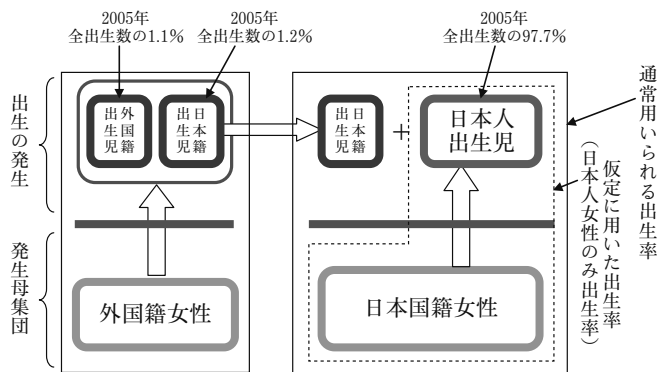 2005年
全出生数の1.1%
2005年
全出生数の1.2%
2005年
全出生数の97.7%
出生の発生
外国籍
出生児
日本籍
出生児
日本籍
出生児
+
日本人
出生児
通常用いられる出生率
仮定に用いた出生率
(日本人女性のみ出生率)
発生母集団
外国籍女性
日本国籍女性